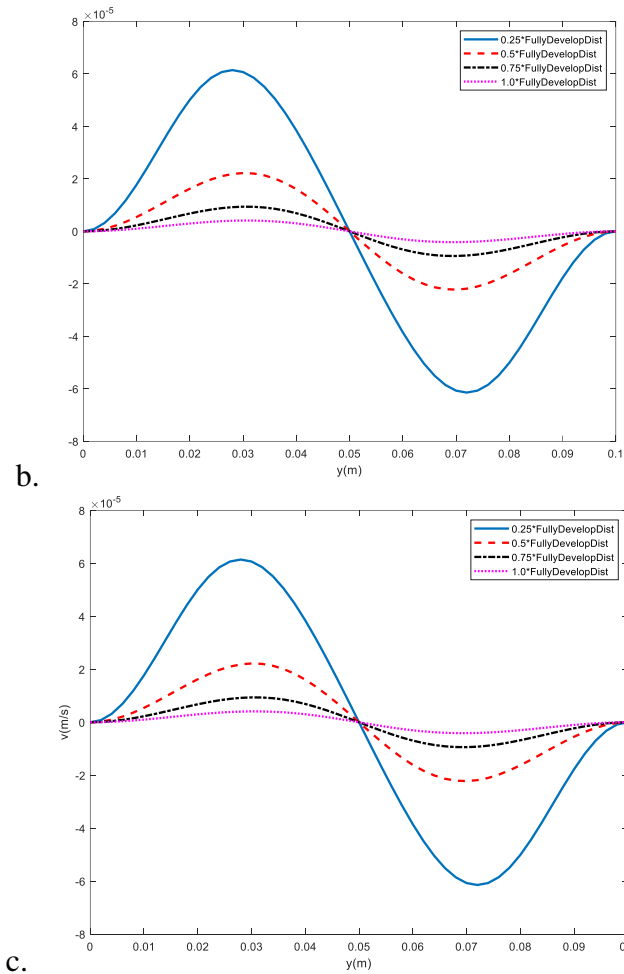 ×10^-5
8
6
4
2
0
-2
-4
-6
-8
0.25*FullyDevelopDist
0.5*FullyDevelopDist
0.75*FullyDevelopDist
1.0*FullyDevelopDist
0 0.01 0.02 0.03 0.04 0.05 0.06 0.07 0.08 0.09 0.1
y(m)
b.
×10^-5
8
6
4
2
0
-2
-4
-6
-8
v(m/s)
0.25*FullyDevelopDist
0.5*FullyDevelopDist
0.75*FullyDevelopDist
1.0*FullyDevelopDist
0 0.01 0.02 0.03 0.04 0.05 0.06 0.07 0.08 0.09
y(m)
c.